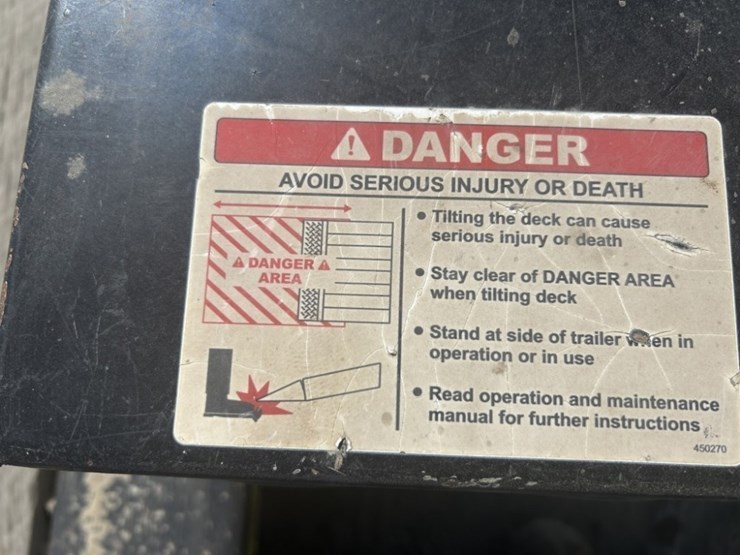 DANGER
AVOID SERIOUS INJURY OR DEATH
DANGER
AREA
• Tilting the deck can cause
serious injury or death
• Stay clear of DANGER AREA
when tilting deck
• Stand at side of trailer when in
operation or in use
• Read operation and maintenance
manual for further instructions
450270